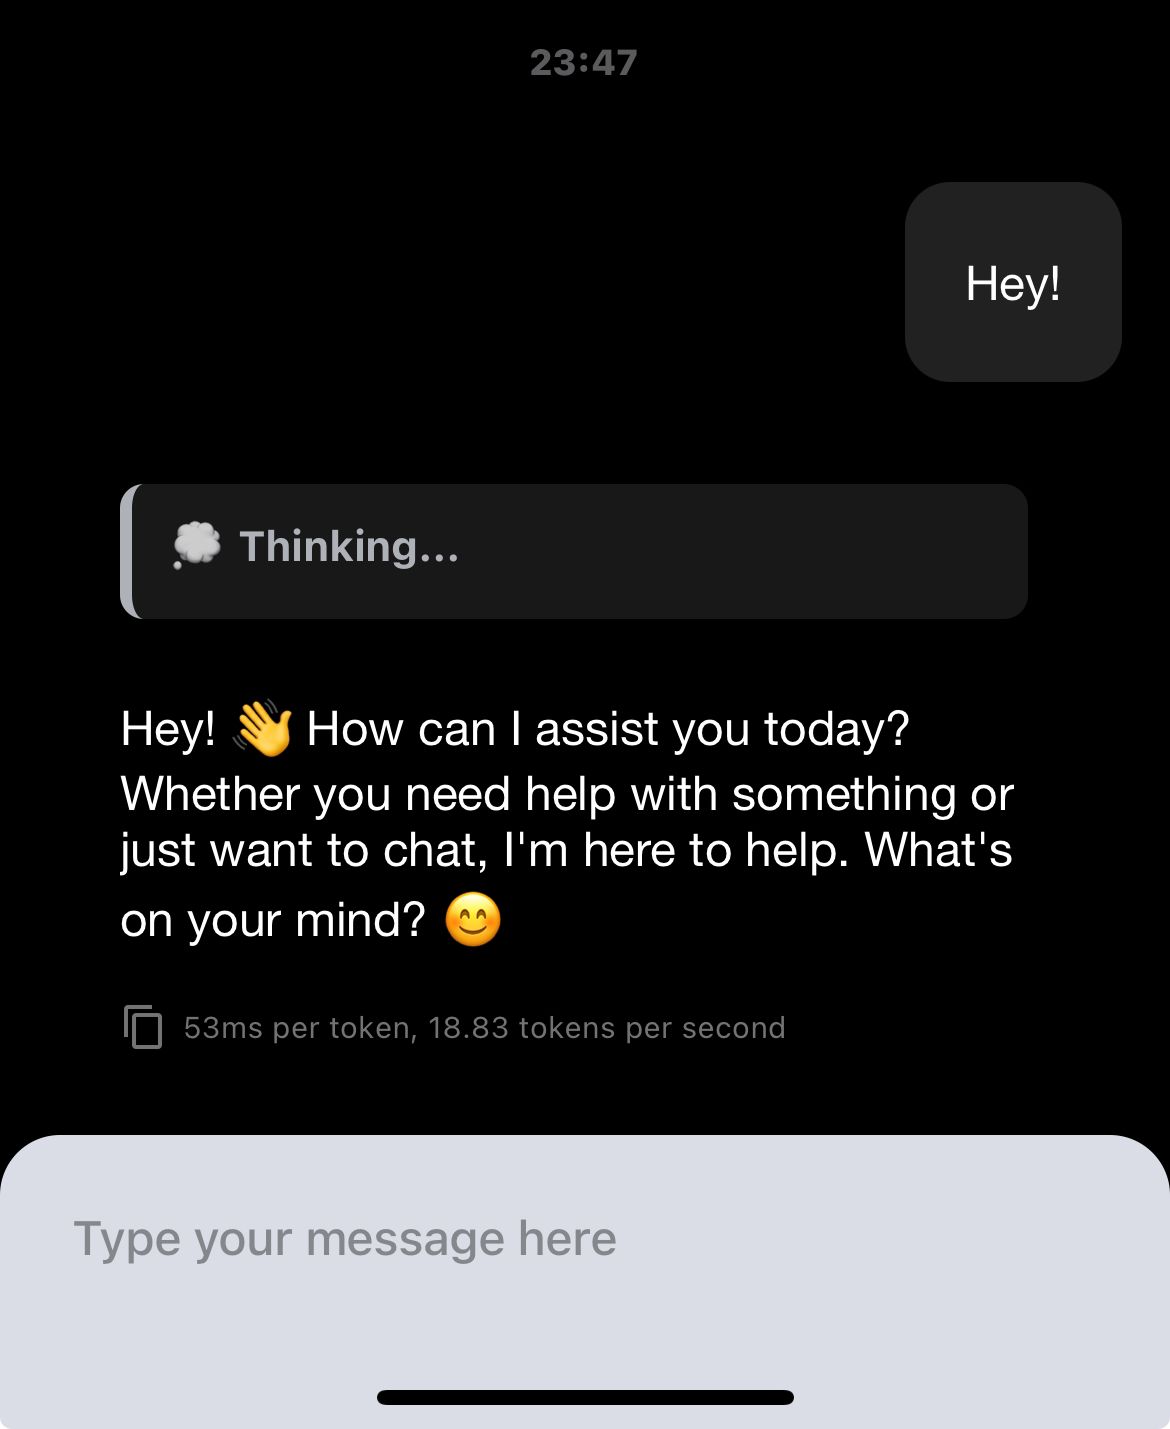 23:47
Hey!
💭 Thinking...
Hey! 👋 How can I assist you today?
Whether you need help with something or
just want to chat, I'm here to help. What's
on your mind? 😊
53ms per token, 18.83 tokens per second
Type your message here